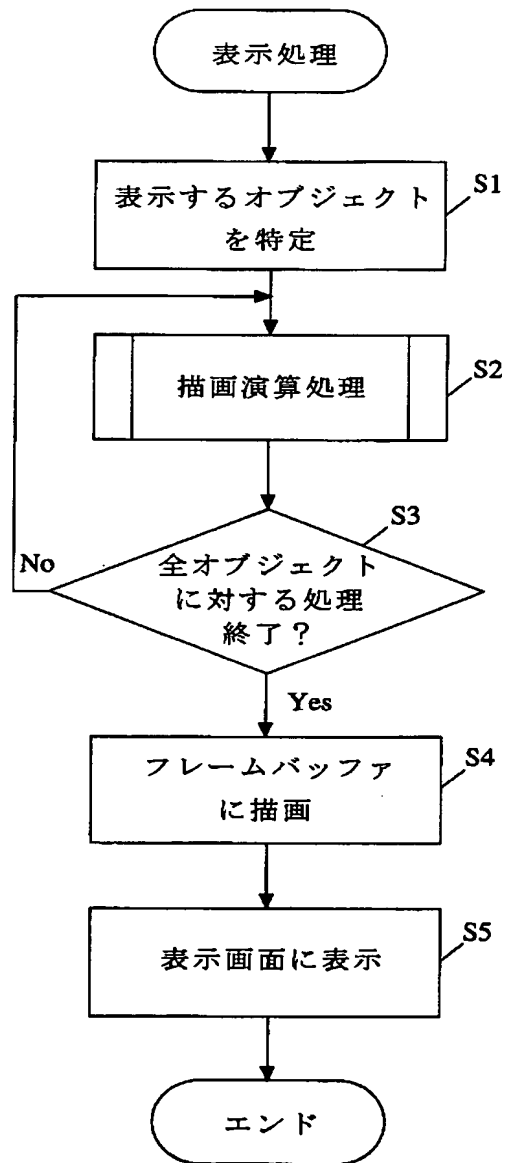 表示処理
表示するオブジェクト
を特定
S1
描画演算処理
S2
S3
全オブジェクト
に対する処理
終了?
No
Yes
フレームバッファ
に描画
S4
表示画面に表示
S5
エンド